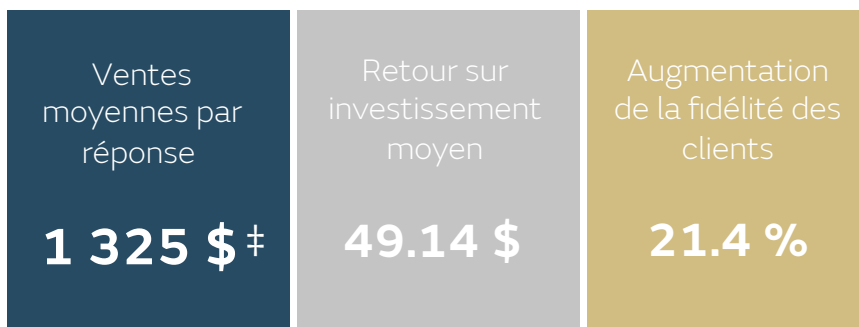 Ventes
moyennes par
réponse
1 325 $ ‡
Retour sur
investissement
moyen
49.14 $
Augmentation
de la fidélité des
clients
21.4 %